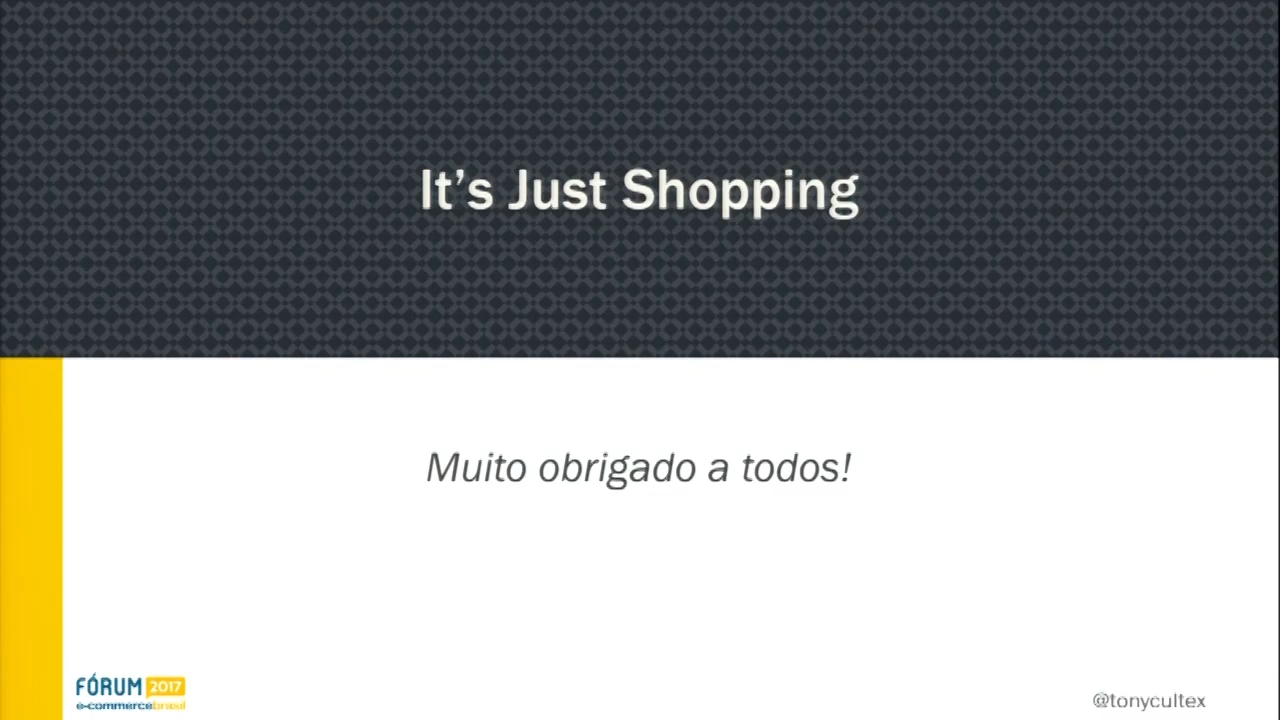 It’s Just Shopping
Muito obrigado a todos!
FÓRUM 2017
e-commercebrasil
@tonycultex